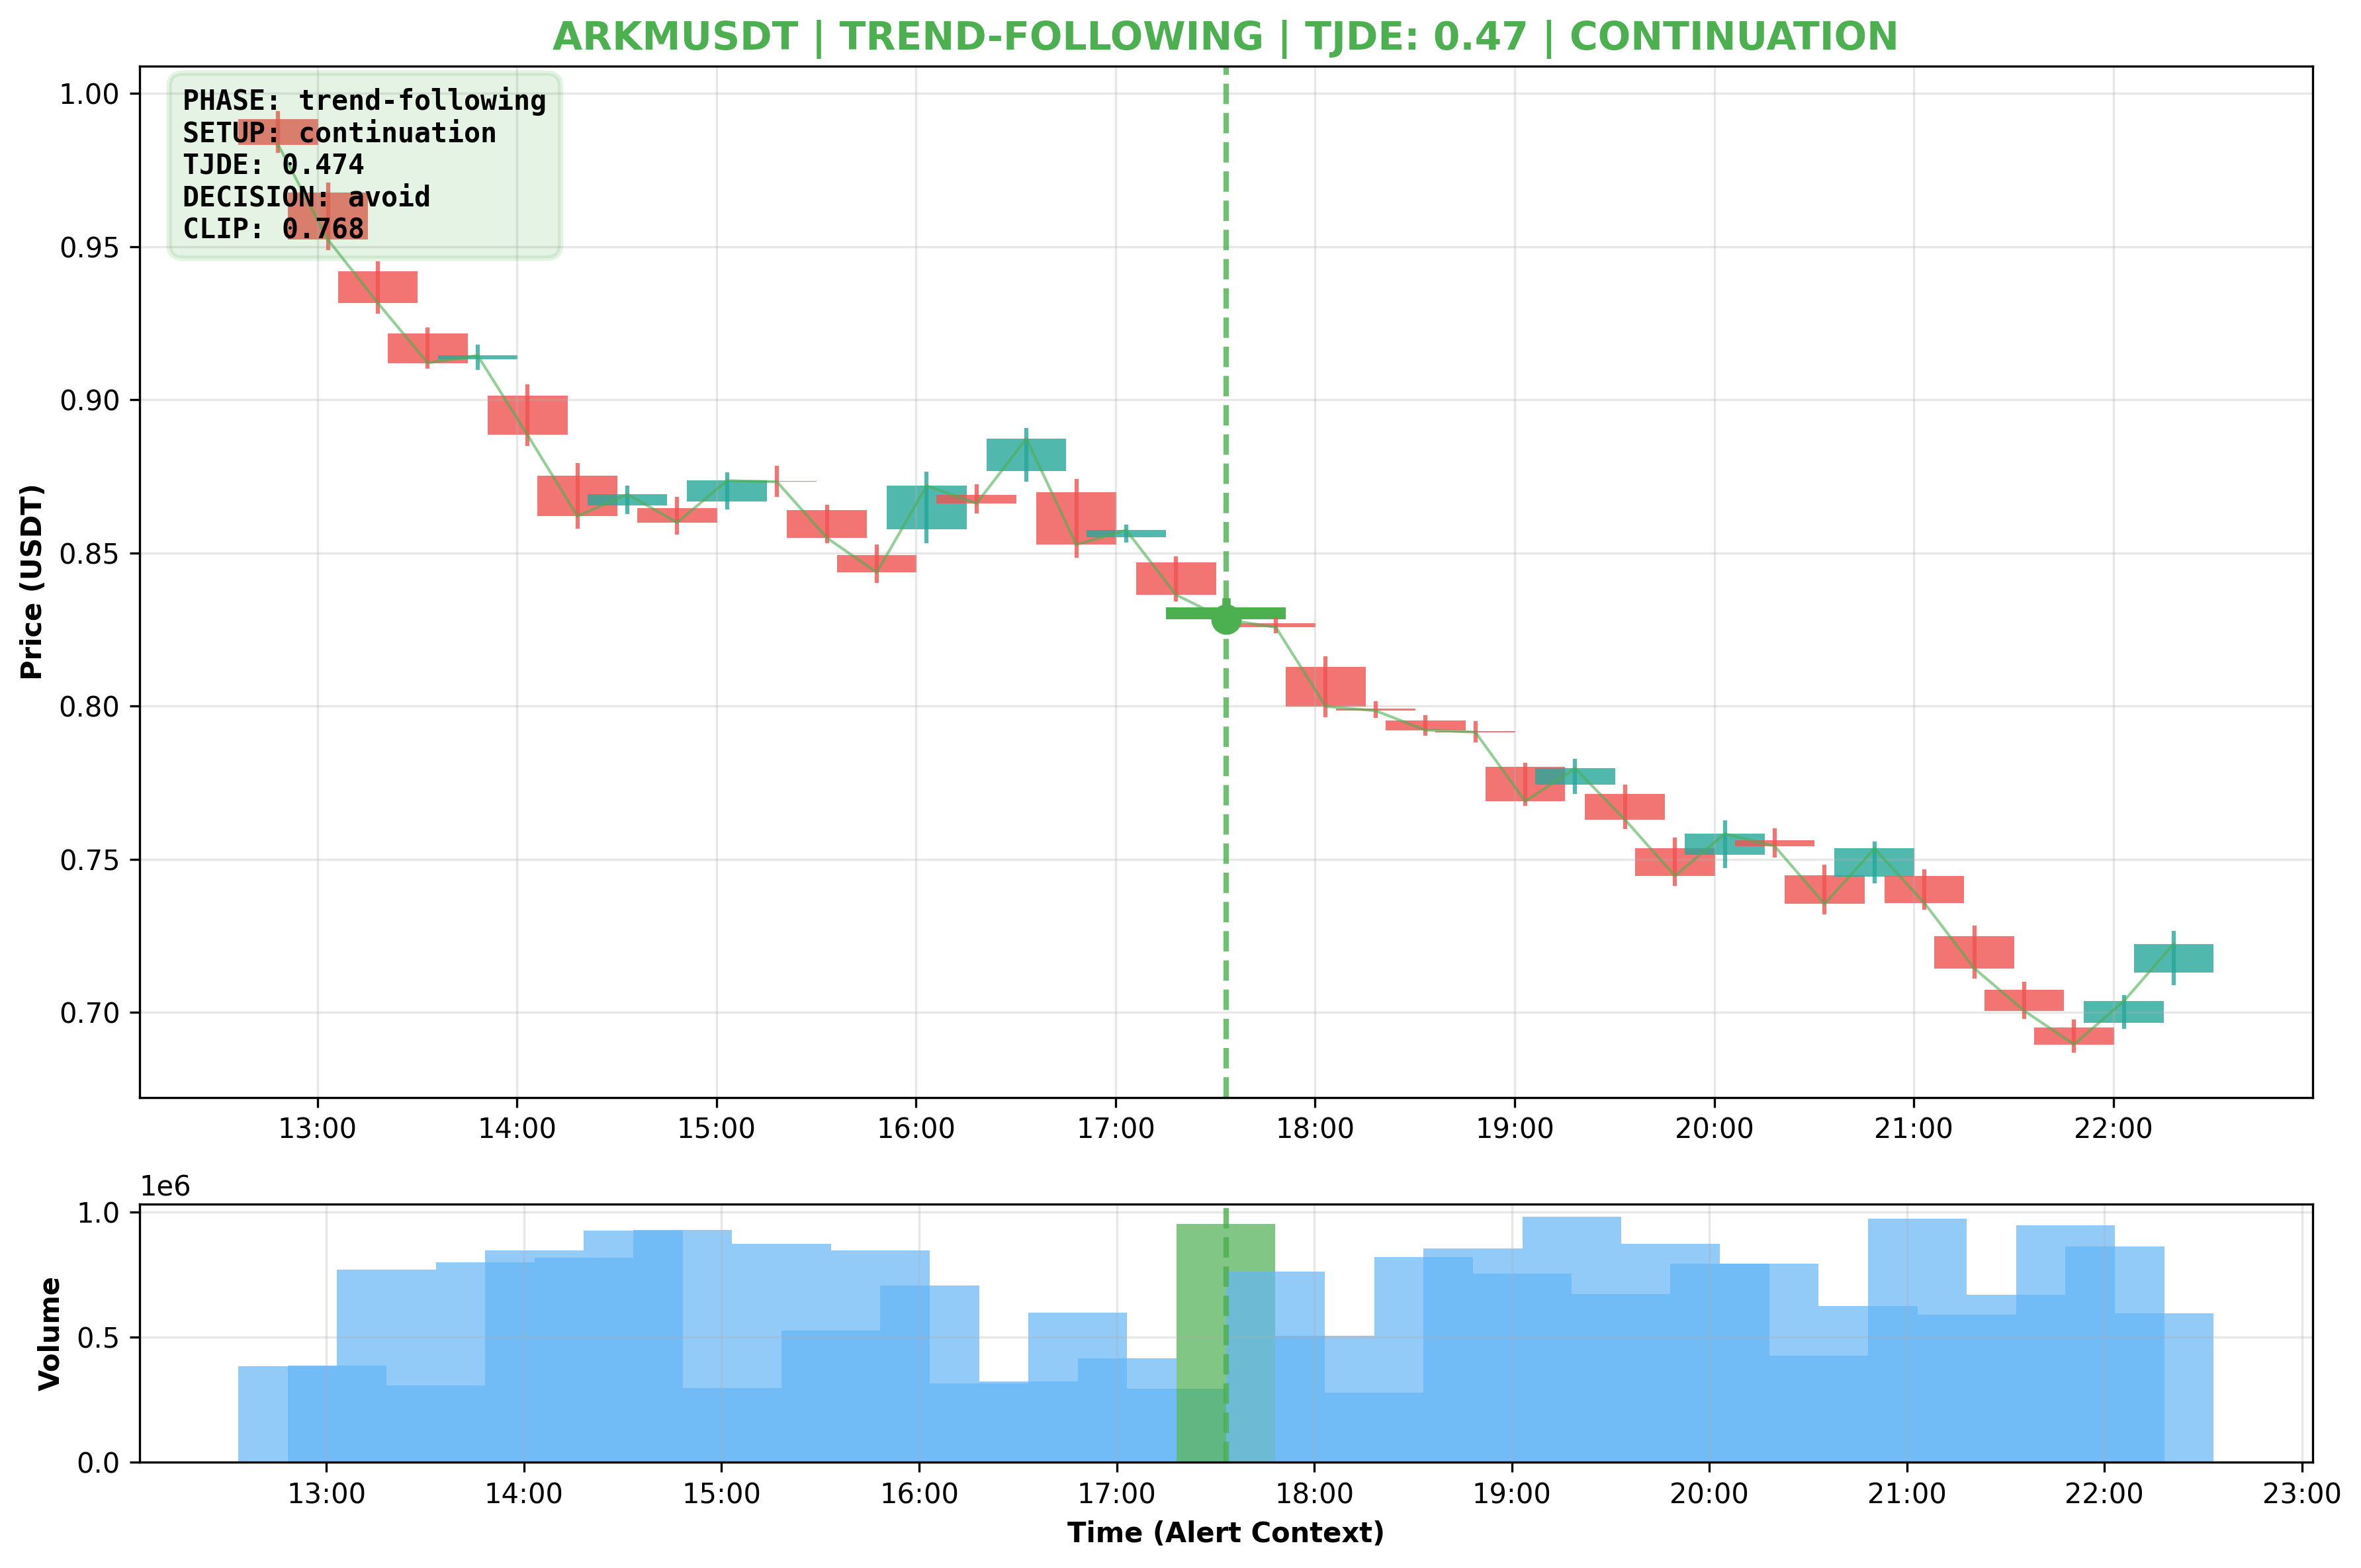 ARKMUSDT | TREND-FOLLOWING | TJDE: 0.47 | CONTINUATION
PHASE: trend-following
SETUP: continuation
TJDE: 0.474
DECISION: avoid
CLIP: 0.768
Price (USDT)
1.00
0.95
0.90
0.85
0.80
0.75
0.70
13:00 14:00 15:00 16:00 17:00 18:00 19:00 20:00 21:00 22:00
1e6
Volume
1.0
0.5
0.0
13:00 14:00 15:00 16:00 17:00 18:00 19:00 20:00 21:00 22:00 23:00
Time (Alert Context)